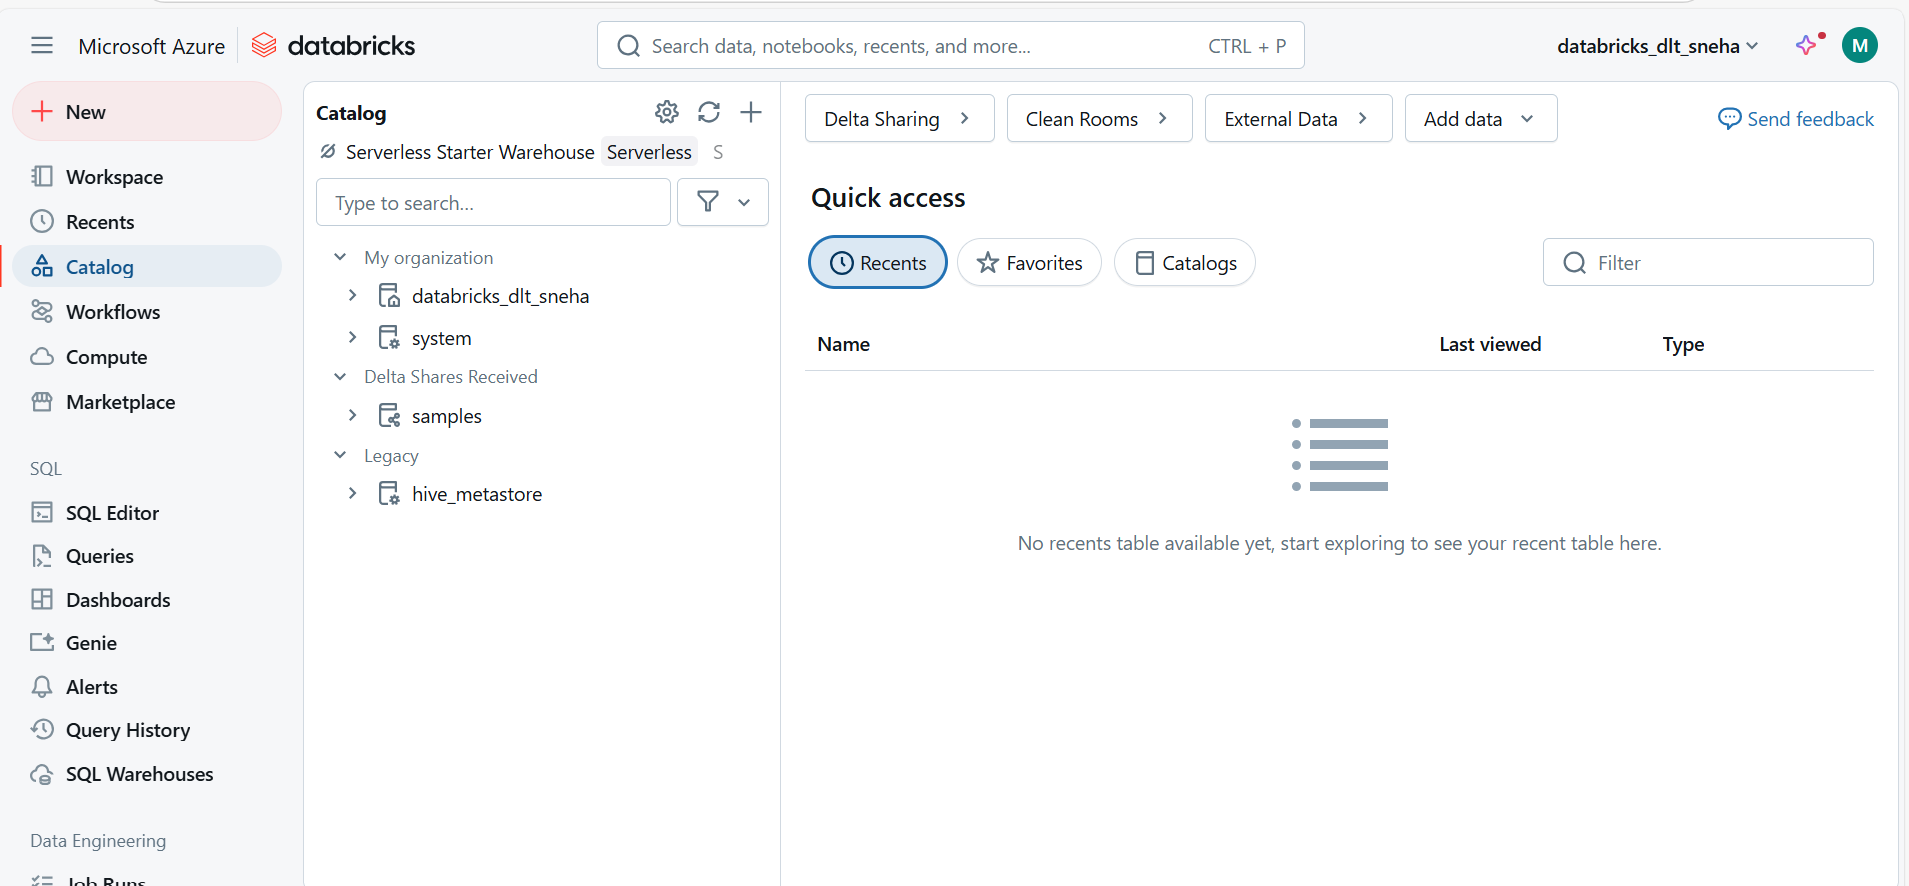 Microsoft Azure databricks
Search data, notebooks, recents, and more... CTRL + P
databricks_dlt_sneha
M
New
Workspace
Recents
Catalog
Workflows
Compute
Marketplace
SQL
SQL Editor
Queries
Dashboards
Genie
Alerts
Query History
SQL Warehouses
Data Engineering
Job Runs
Catalog
Serverless Starter Warehouse Serverless S
Type to search...
My organization
databricks_dlt_sneha
system
Delta Shares Received
samples
Legacy
hive_metastore
Delta Sharing
Clean Rooms
External Data
Add data
Send feedback
Quick access
Recents
Favorites
Catalogs
Filter
Name Last viewed Type
No recents table available yet, start exploring to see your recent table here.